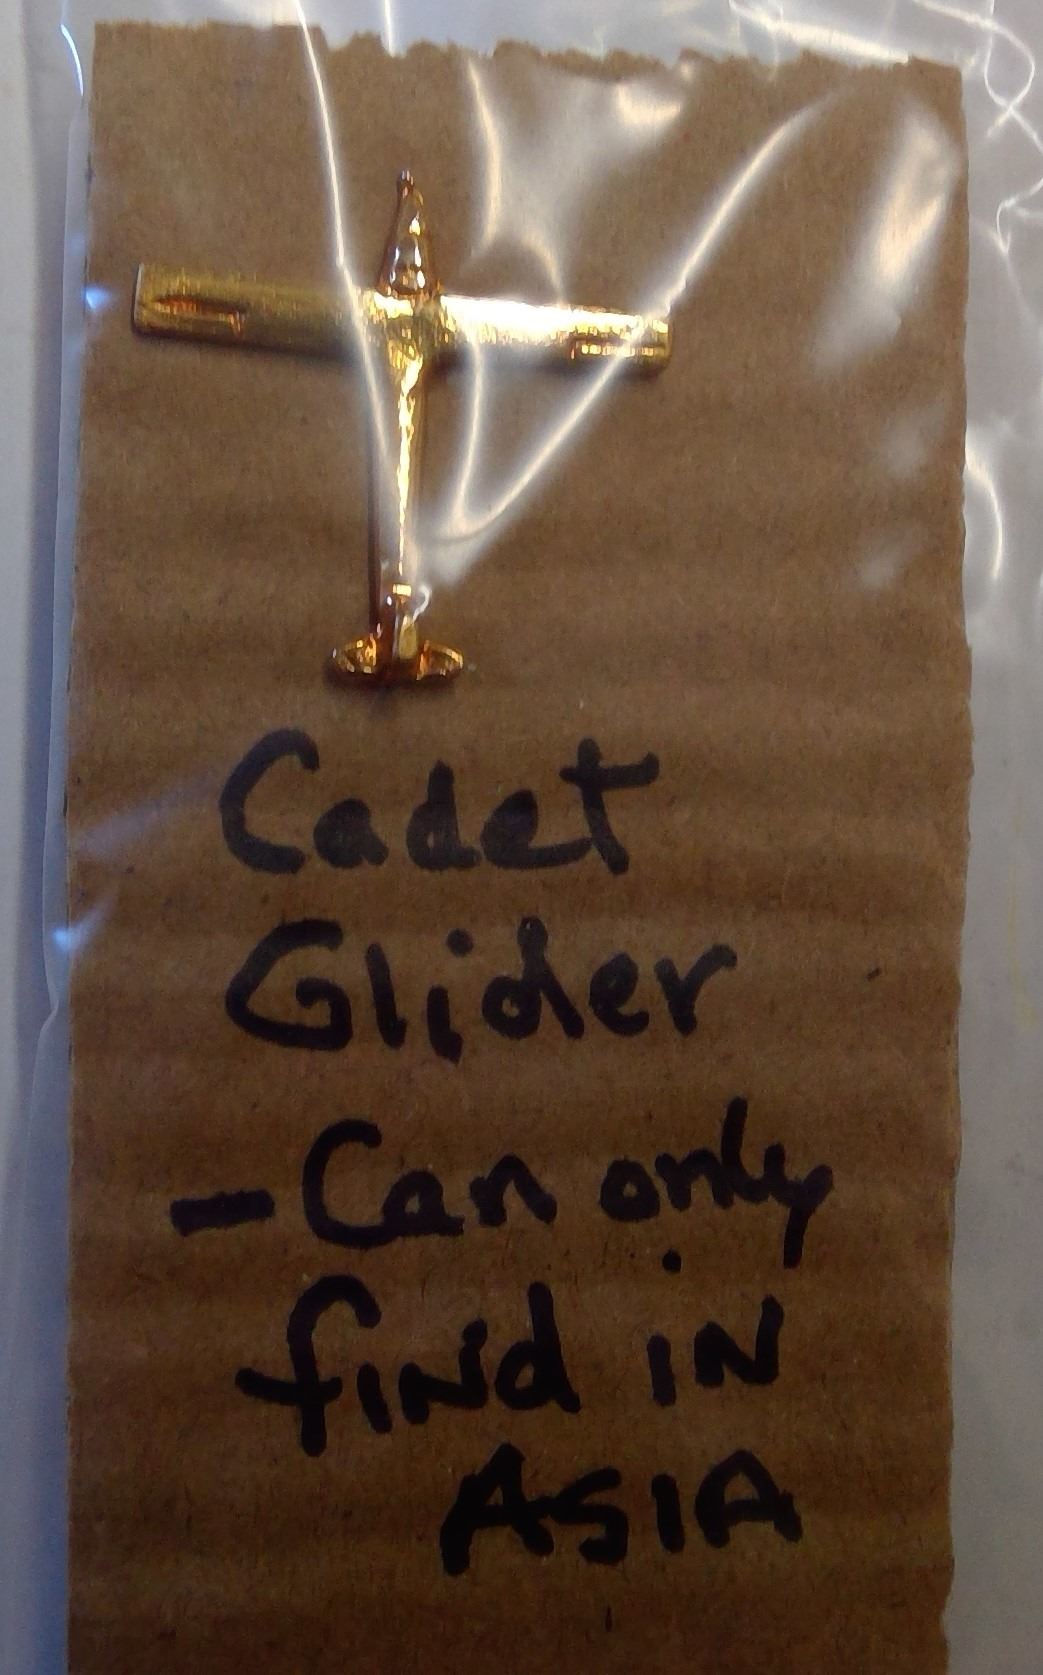 Cadet
Glider
- Can only
find in
ASIA